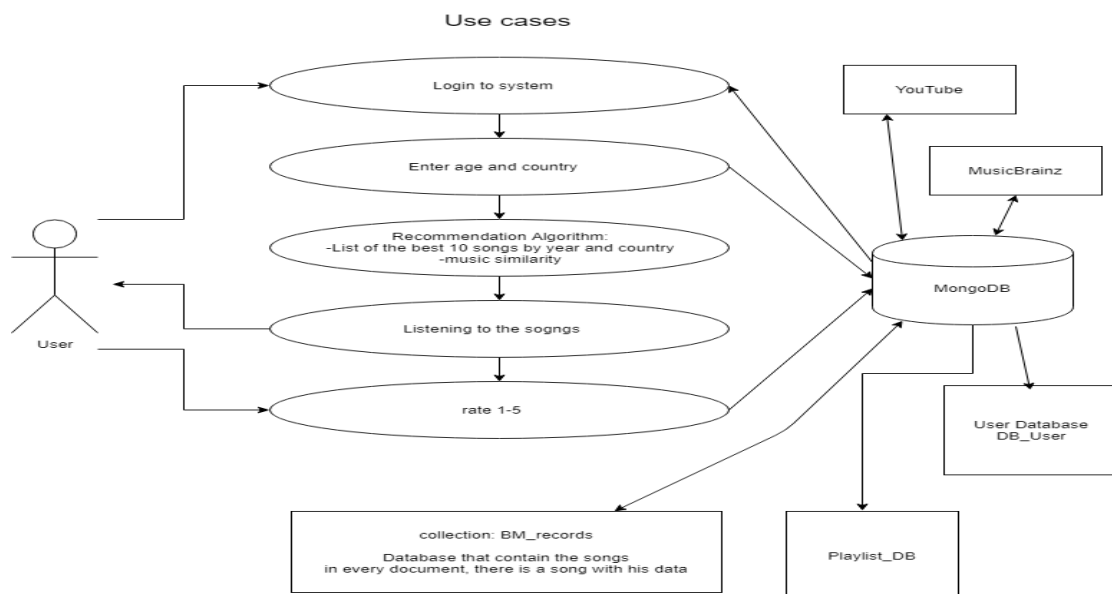 Use cases
Login to system
YouTube
Enter age and country
MusicBrainz
Recommendation Algorithm:
-List of the best 10 songs by year and country
-music similarity
MongoDB
User
Listening to the sogngs
rate 1-5
User Database
DB_User
collection: BM_records
Database that contain the songs
in every document, there is a song with his data
Playlist_DB